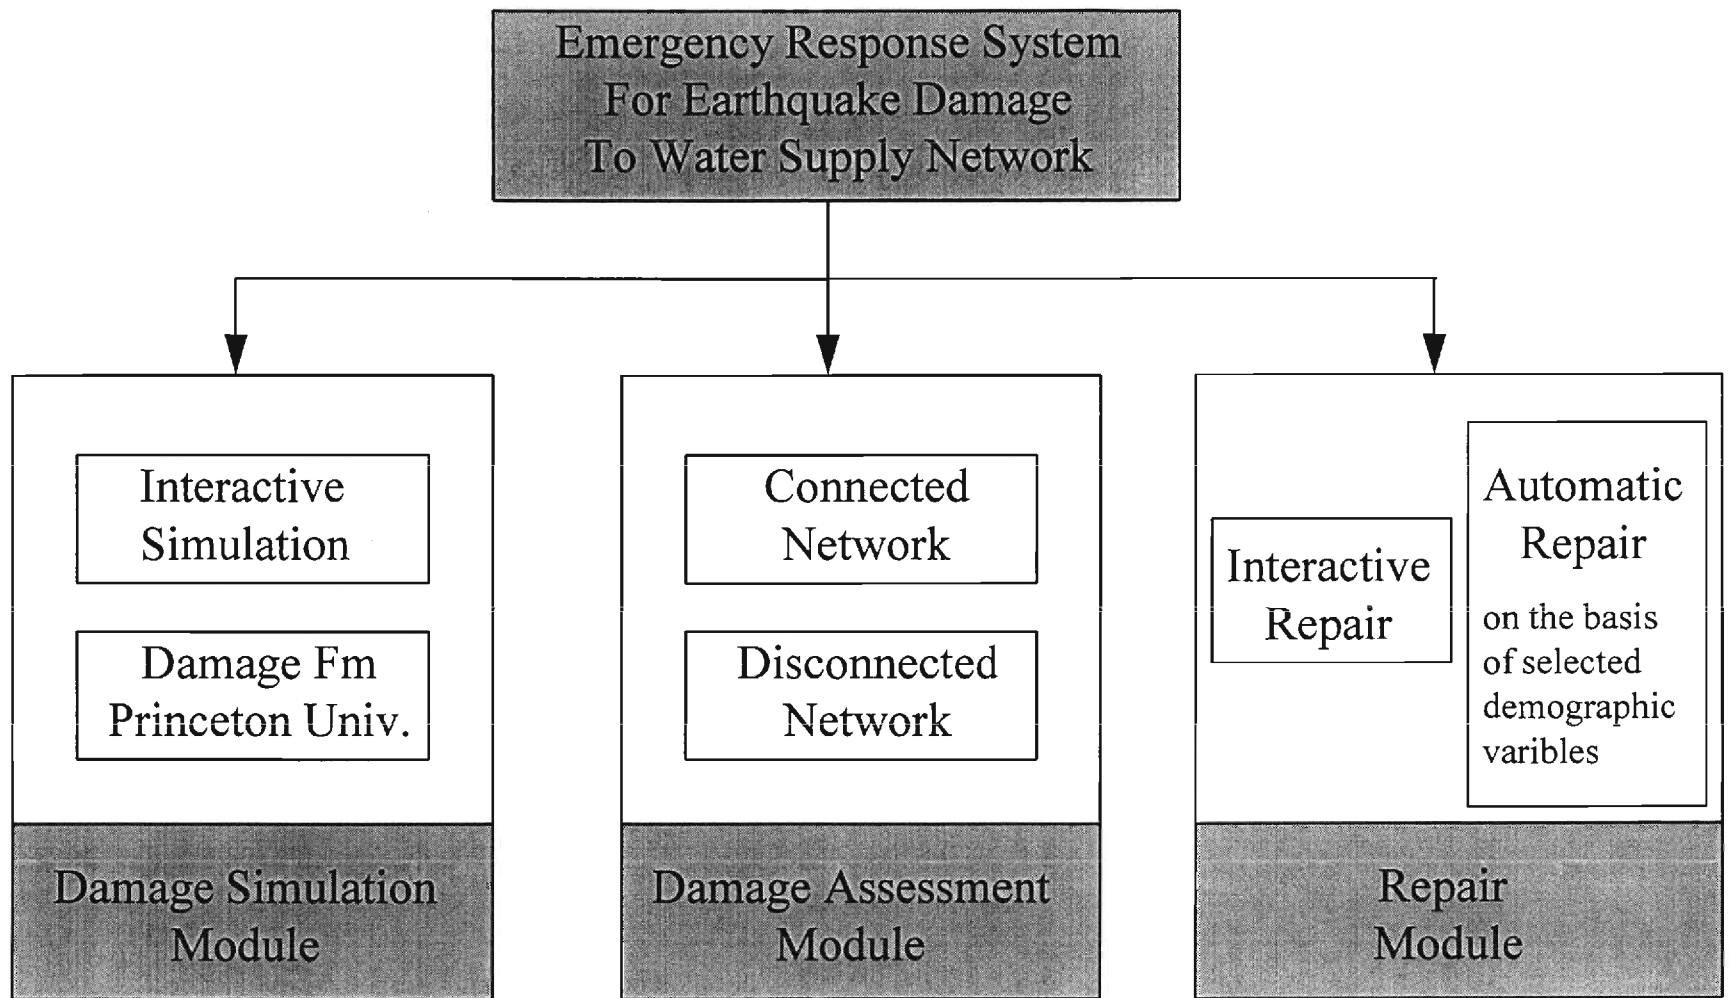 Emergency Response System
For Earthquake Damage
To Water Supply Network
Interactive
Simulation
Damage Fm
Princeton Univ.
Damage Simulation
Module
Connected
Network
Disconnected
Network
Damage Assessment
Module
Interactive
Repair
Automatic
Repair
on the basis
of selected
demographic
varibles
Repair
Module